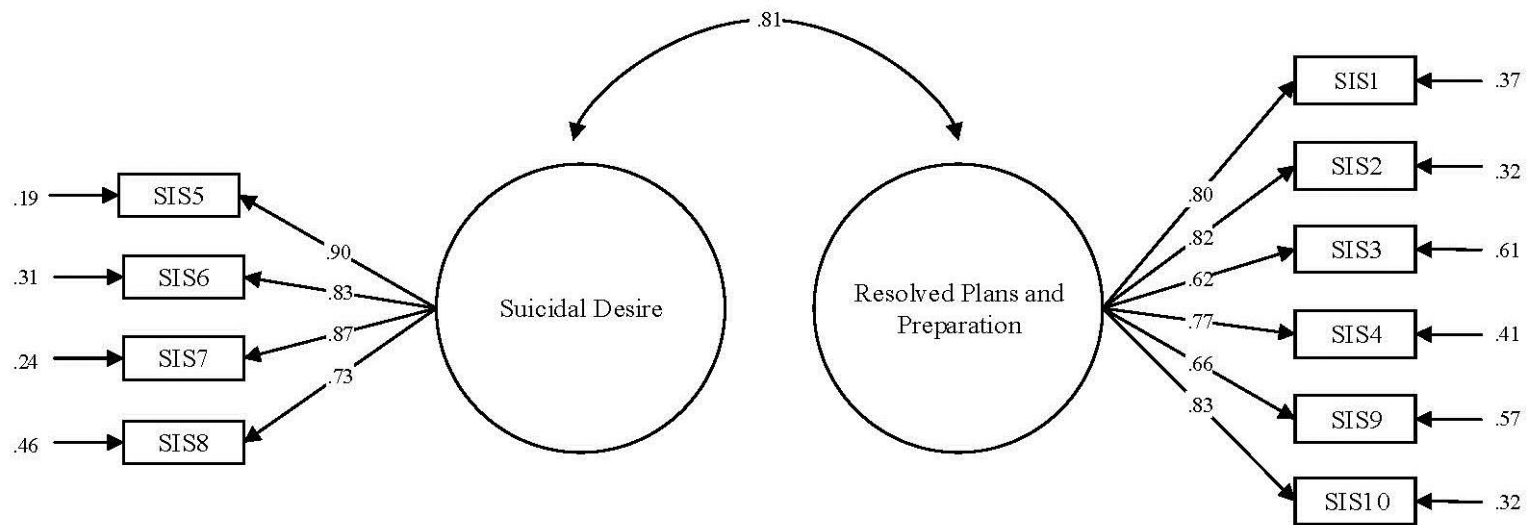 .81
SIS1
.37
SIS2
.32
SIS3
.61
SIS4
.41
SIS9
.57
SIS10
.32
.80
.82
.62
.77
.66
.83
Resolved Plans and
Preparation
Suicidal Desire
.19
SIS5
.31
SIS6
.24
SIS7
.46
SIS8
.90
.83
.87
.73